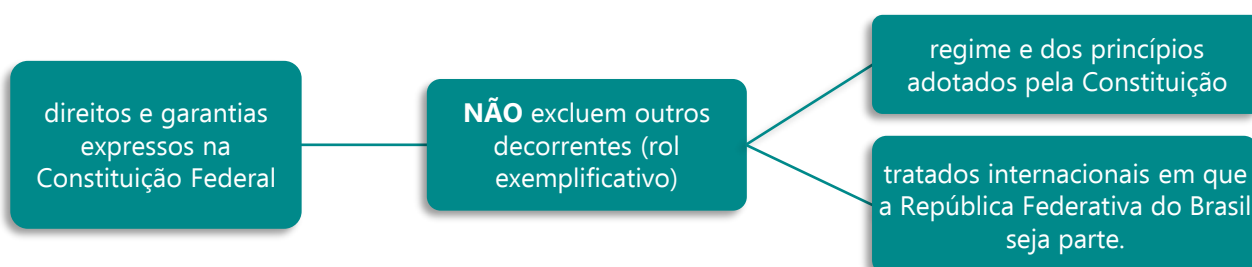 direitos e garantias
expressos na
Constituição Federal
NÃO excluem outros
decorrentes (rol
exemplificativo)
regime e dos princípios
adotados pela Constituição
tratados internacionais em que
a República Federativa do Brasil
seja parte.